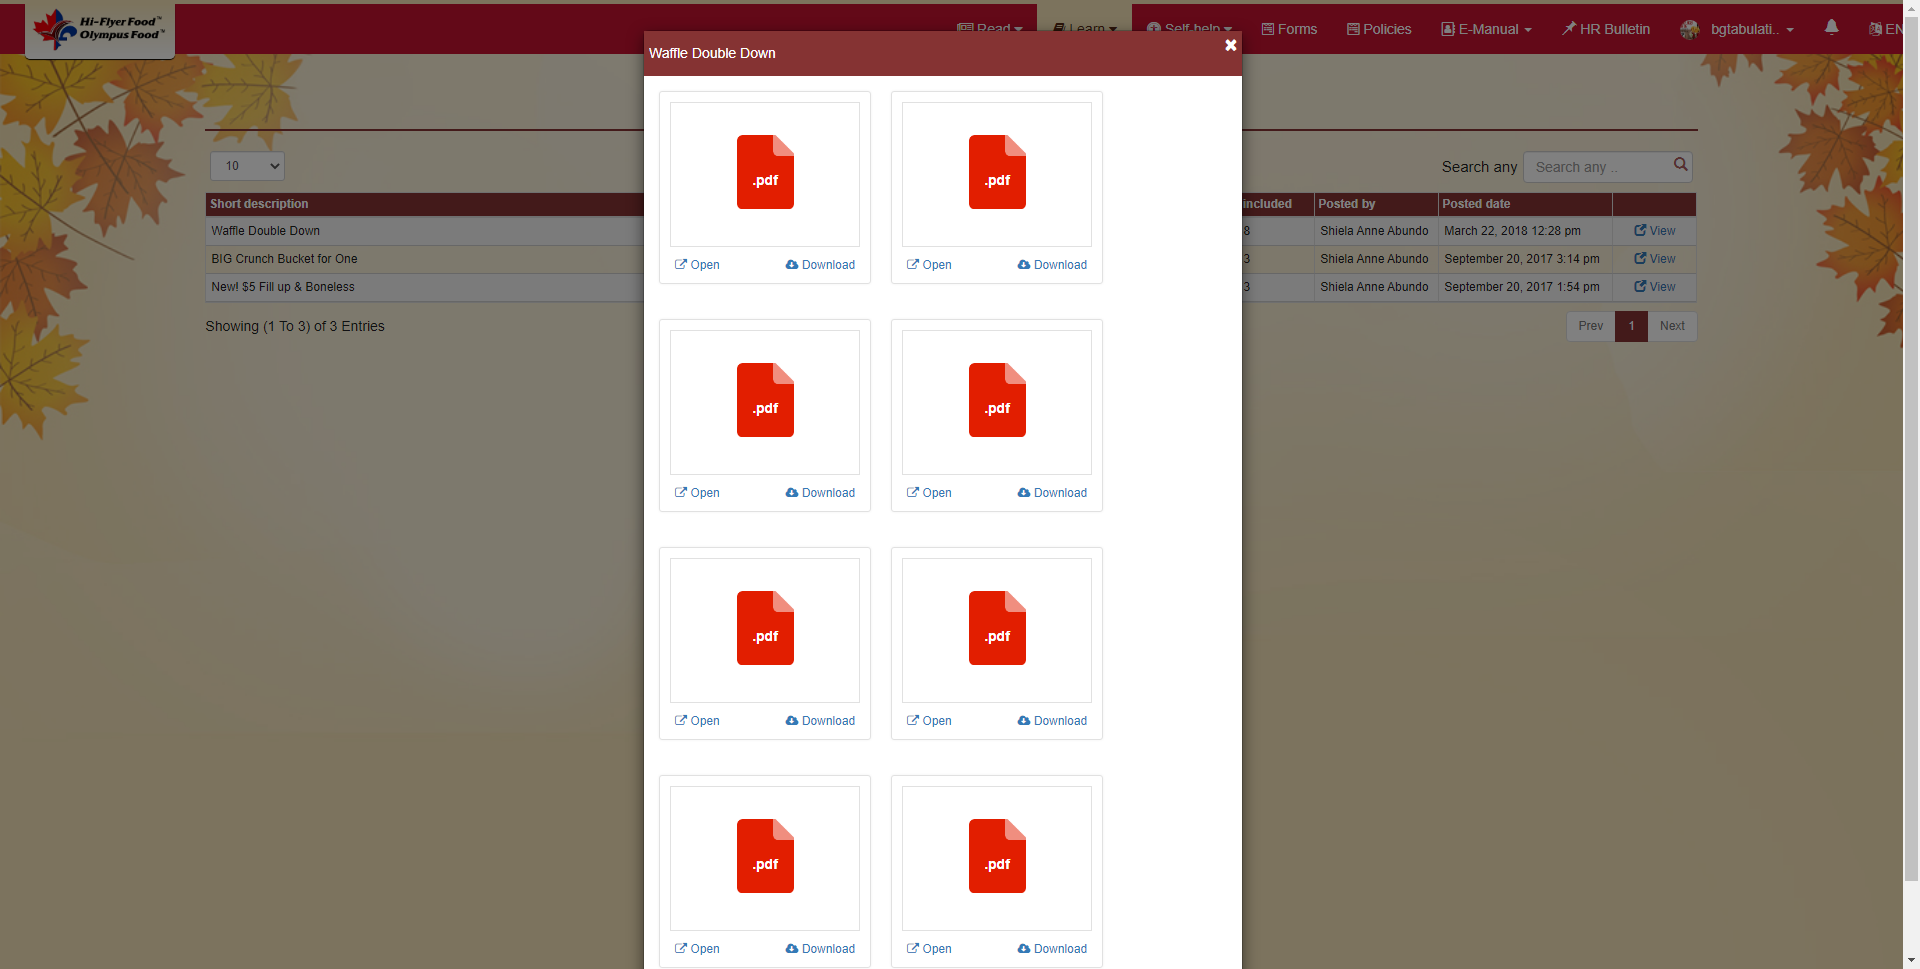 Hi-Flyer Food™
Olympus Food™
Read
Learn
Self-help
Forms
Policies
E-Manual
HR Bulletin
bgtabulati..
EN
Waffle Double Down
10
Search any
Search any ..
Short description
included
Posted by
Posted date
Waffle Double Down
8
Shiela Anne Abundo
March 22, 2018 12:28 pm
View
BIG Crunch Bucket for One
3
Shiela Anne Abundo
September 20, 2017 3:14 pm
View
New! $5 Fill up & Boneless
3
Shiela Anne Abundo
September 20, 2017 1:54 pm
View
Showing (1 To 3) of 3 Entries
Prev
1
Next
.pdf
.pdf
Open
Download
Open
Download
.pdf
.pdf
Open
Download
Open
Download
.pdf
.pdf
Open
Download
Open
Download
.pdf
.pdf
Open
Download
Open
Download